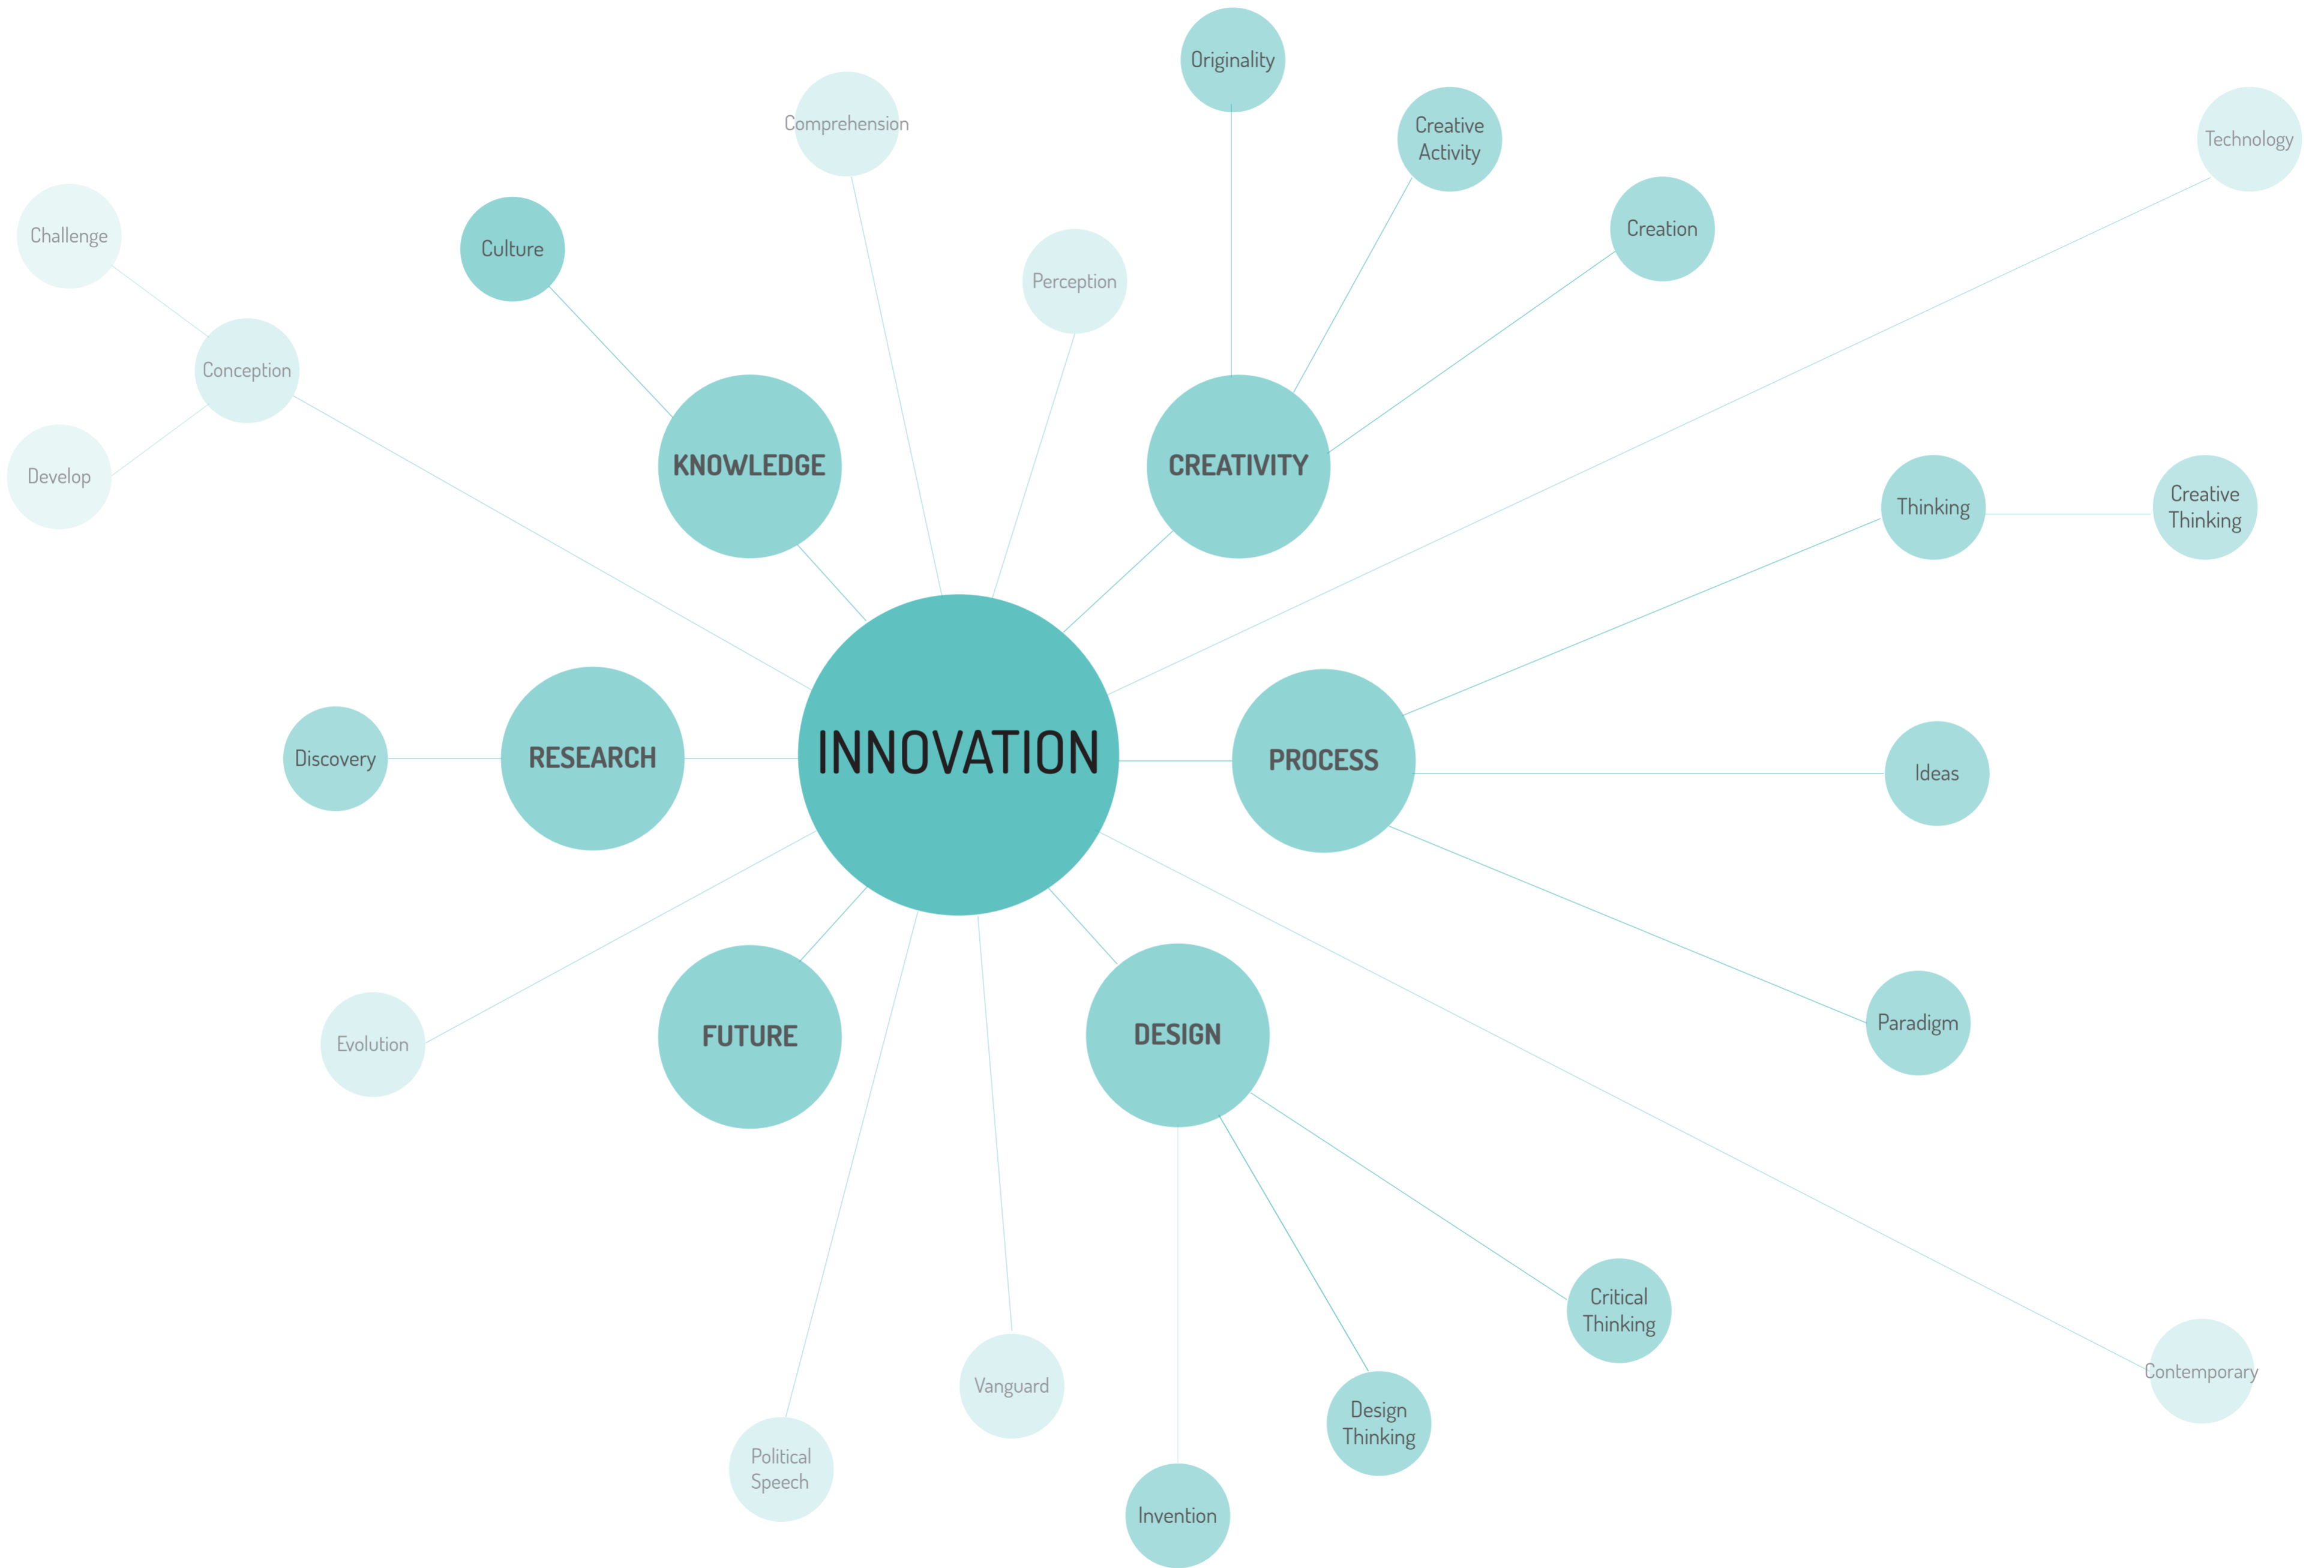 Originality
Comprehension
Creative
Activity
Technology
Creation
Challenge
Culture
Perception
Conception
KNOWLEDGE
CREATIVITY
Develop
Thinking
Creative
Thinking
Discovery
RESEARCH
INNOVATION
PROCESS
Ideas
Evolution
FUTURE
DESIGN
Paradigm
Critical
Thinking
Vanguard
Contemporary
Design
Thinking
Political
Speech
Invention